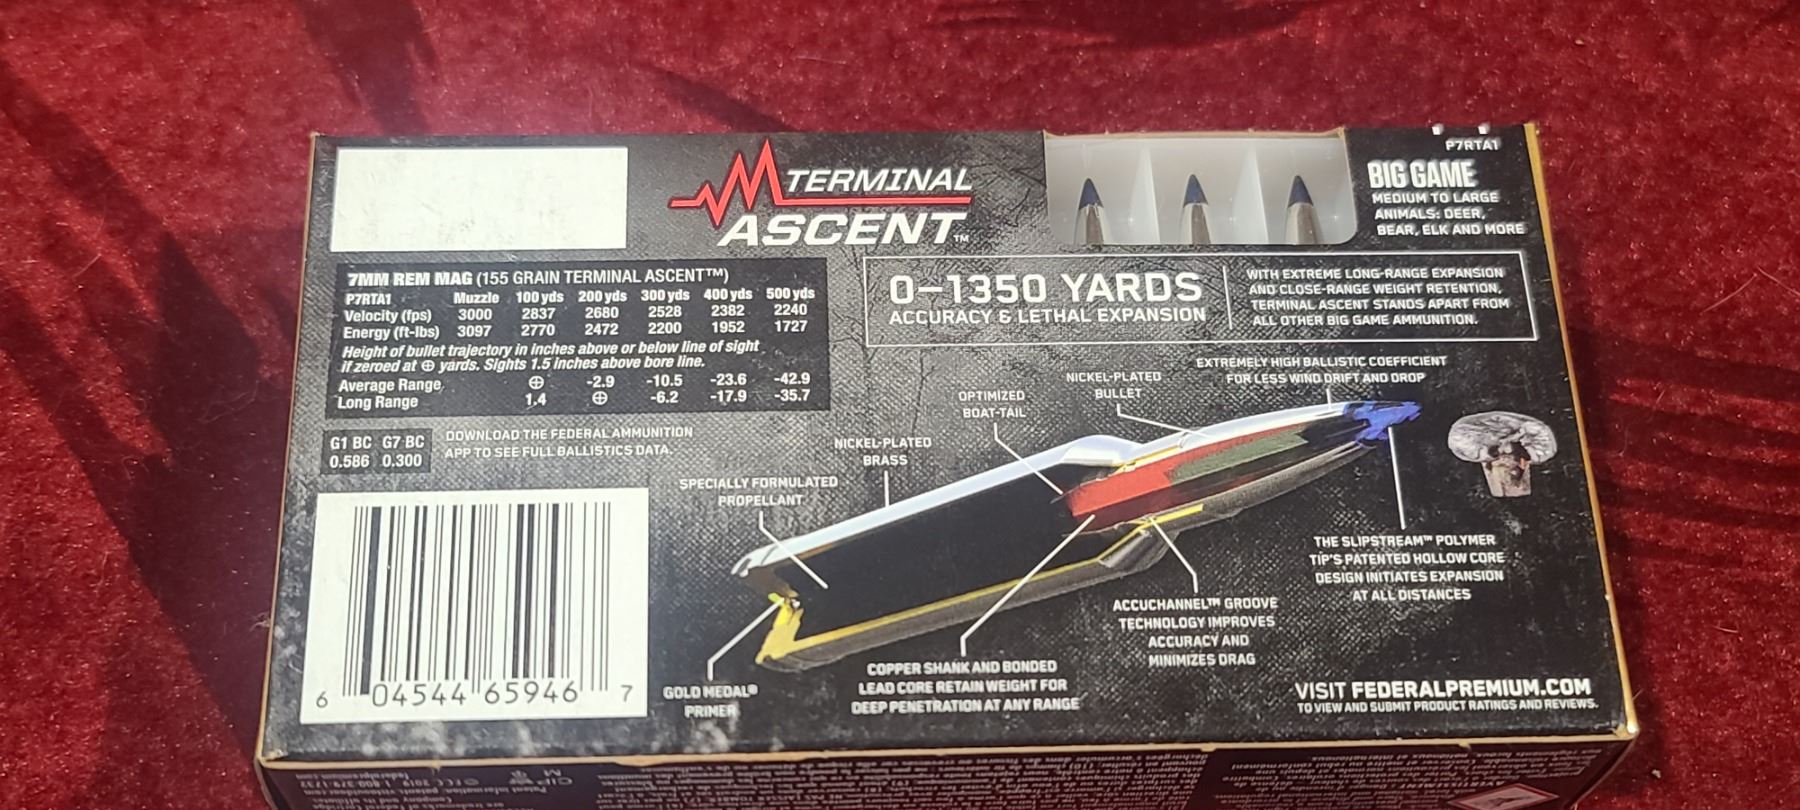 TERMINAL
ASCENT™
P7RTA1
BIG GAME
MEDIUM TO LARGE
ANIMALS: DEER,
BEAR, ELK AND MORE
7MM REM MAG (155 GRAIN TERMINAL ASCENT™)
P7RTA1 Muzzle 100 yds 200 yds 300 yds 400 yds 500 yds
Velocity (fps) 3000 2837 2680 2528 2382 2240
Energy (ft-lbs) 3097 2770 2472 2200 1952 1727
Height of bullet trajectory in inches above or below line of sight
if zeroed at ⊕ yards. Sights 1.5 inches above bore line.
Average Range ⊕ -2.9 -10.5 -23.6 -42.9
Long Range 1.4 ⊕ -6.2 -17.9 -35.7
0–1350 YARDS
ACCURACY & LETHAL EXPANSION
WITH EXTREME LONG-RANGE EXPANSION
AND CLOSE-RANGE WEIGHT RETENTION,
TERMINAL ASCENT STANDS APART FROM
ALL OTHER BIG GAME AMMUNITION.
G1 BC G7 BC
0.586 0.300
DOWNLOAD THE FEDERAL AMMUNITION
APP TO SEE FULL BALLISTICS DATA.
EXTREMELY HIGH BALLISTIC COEFFICIENT
FOR LESS WIND DRIFT AND DROP
NICKEL-PLATED
BULLET
OPTIMIZED
BOAT-TAIL
NICKEL-PLATED
BRASS
SPECIALLY FORMULATED
PROPELLANT
THE SLIPSTREAM™ POLYMER
TIP'S PATENTED HOLLOW CORE
DESIGN INITIATES EXPANSION
AT ALL DISTANCES
ACCUCHANNEL™ GROOVE
TECHNOLOGY IMPROVES
ACCURACY AND
MINIMIZES DRAG
COPPER SHANK AND BONDED
LEAD CORE RETAIN WEIGHT FOR
DEEP PENETRATION AT ANY RANGE
GOLD MEDAL®
PRIMER
6 04544 65946 7
VISIT FEDERALPREMIUM.COM
TO VIEW AND SUBMIT PRODUCT RATINGS AND REVIEWS.